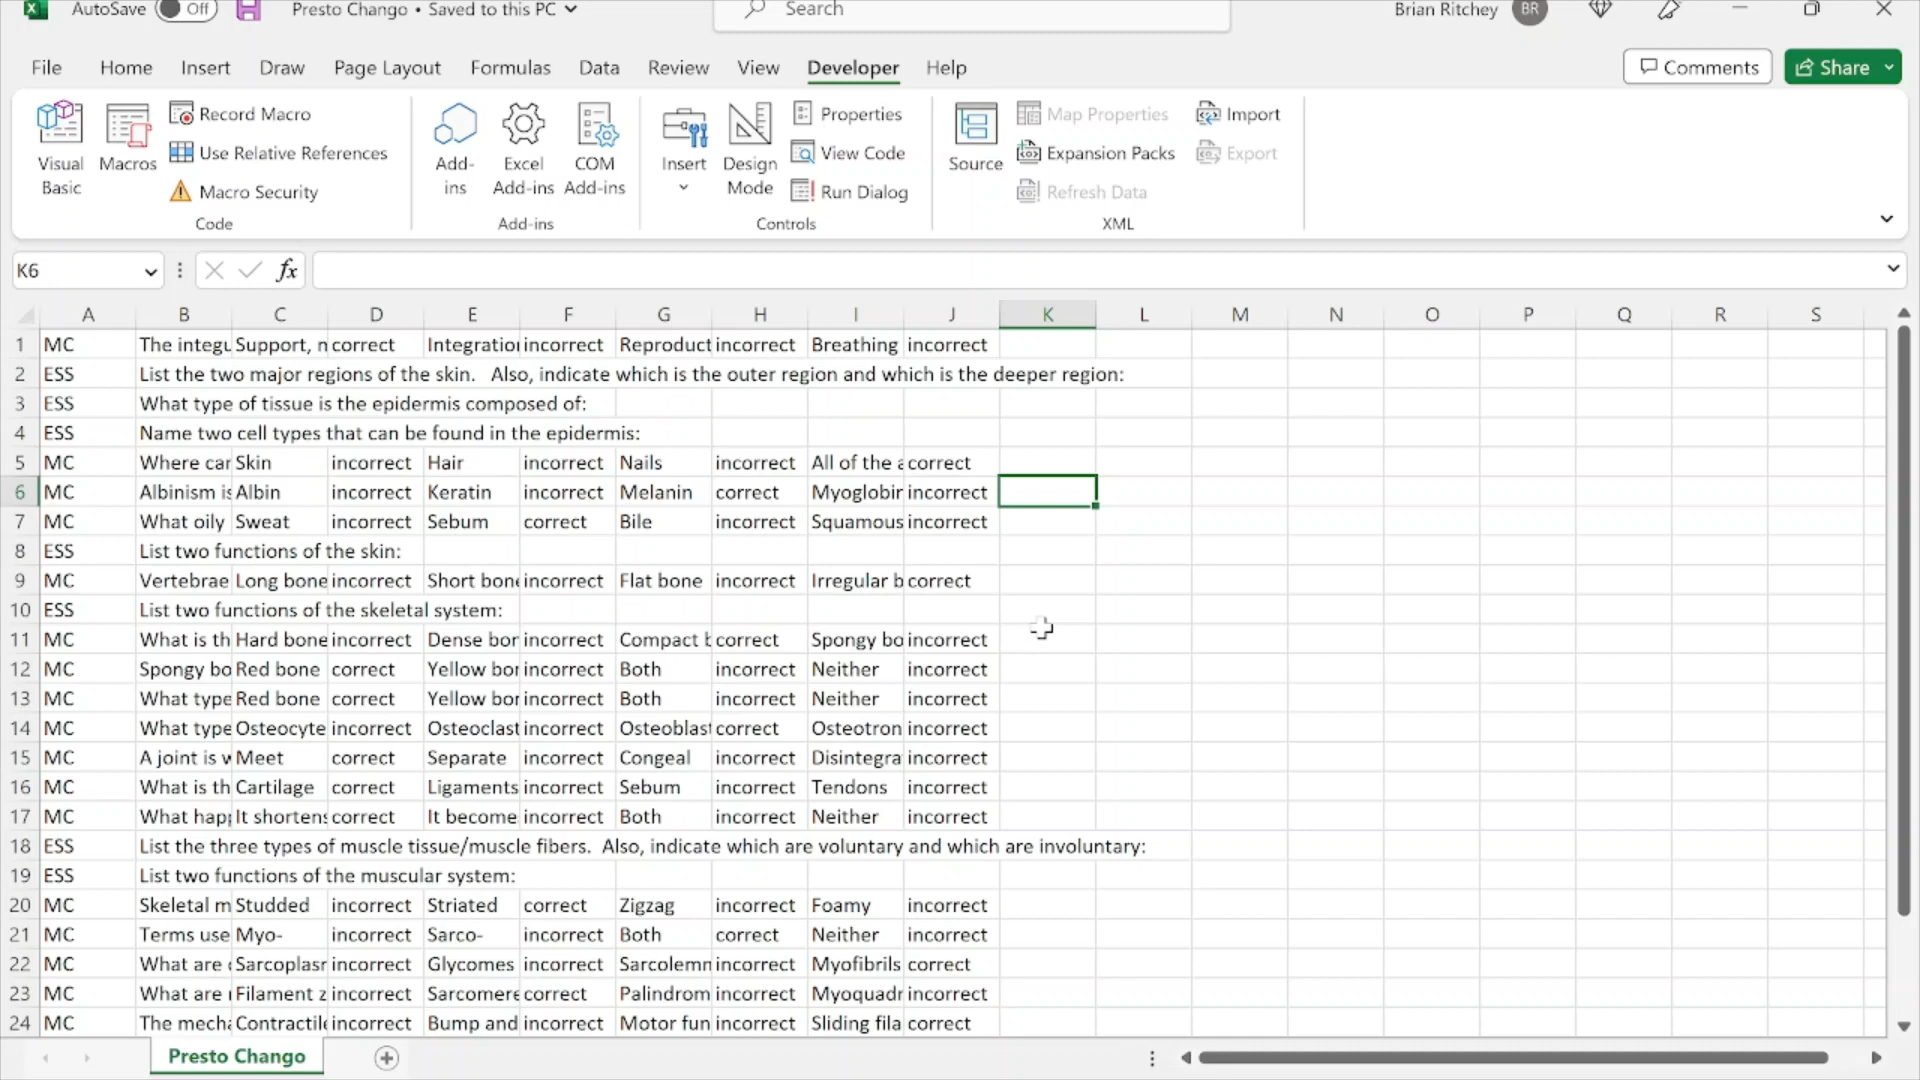 AutoSave Off Presto Chango • Saved to this PC Search Brian Ritchey BR
File Home Insert Draw Page Layout Formulas Data Review View Developer Help Comments Share
Visual Basic
Macros
Record Macro
Use Relative References
Macro Security
Code
Add-ins
Excel Add-ins
COM Add-ins
Add-ins
Insert
Design Mode
Properties
View Code
Run Dialog
Controls
Source
Map Properties
Expansion Packs
Refresh Data
Import
Export
XML
K6 fx
A B C D E F G H I J K L M N O P Q R S
1 MC The integu Support, m correct Integration incorrect Reproduct incorrect Breathing incorrect
2 ESS List the two major regions of the skin. Also, indicate which is the outer region and which is the deeper region:
3 ESS What type of tissue is the epidermis composed of:
4 ESS Name two cell types that can be found in the epidermis:
5 MC Where can Skin incorrect Hair incorrect Nails incorrect All of the a correct
6 MC Albinism is Albin incorrect Keratin incorrect Melanin correct Myoglobin incorrect
7 MC What oily Sweat incorrect Sebum correct Bile incorrect Squamous incorrect
8 ESS List two functions of the skin:
9 MC Vertebrae Long bone incorrect Short bone incorrect Flat bone incorrect Irregular b correct
10 ESS List two functions of the skeletal system:
11 MC What is th Hard bone incorrect Dense bon incorrect Compact b correct Spongy bo incorrect
12 MC Spongy bo Red bone correct Yellow bon incorrect Both incorrect Neither incorrect
13 MC What type Red bone correct Yellow bon incorrect Both incorrect Neither incorrect
14 MC What type Osteocyte incorrect Osteoclast incorrect Osteoblast correct Osteotron incorrect
15 MC A joint is w Meet correct Separate incorrect Congeal incorrect Disintegra incorrect
16 MC What is th Cartilage correct Ligaments incorrect Sebum incorrect Tendons incorrect
17 MC What happ It shortens correct It become incorrect Both incorrect Neither incorrect
18 ESS List the three types of muscle tissue/muscle fibers. Also, indicate which are voluntary and which are involuntary:
19 ESS List two functions of the muscular system:
20 MC Skeletal m Studded incorrect Striated correct Zigzag incorrect Foamy incorrect
21 MC Terms use Myo- incorrect Sarco- incorrect Both correct Neither incorrect
22 MC What are Sarcoplasm incorrect Glycomes incorrect Sarcolemm incorrect Myofibrils correct
23 MC What are Filament z incorrect Sarcomere correct Palindrom incorrect Myoquadr incorrect
24 MC The mecha Contractile incorrect Bump and incorrect Motor fun incorrect Sliding fila correct
Presto Chango